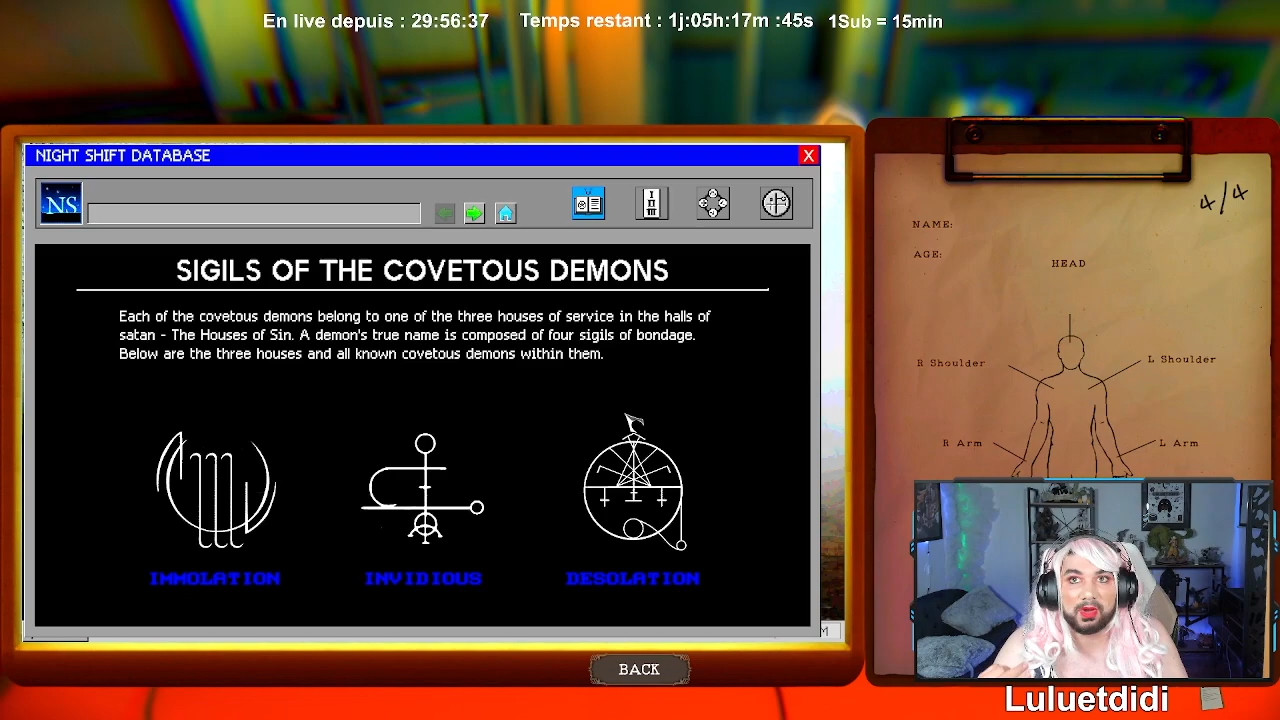 En live depuis : 29:56:37 Temps restant : 1j:05h:17m :45s 1Sub = 15min
NIGHT SHIFT DATABASE
X
NS
SIGILS OF THE COVETOUS DEMONS
Each of the covetous demons belong to one of the three houses of service in the halls of
satan - The Houses of Sin. A demon's true name is composed of four sigils of bondage.
Below are the three houses and all known covetous demons within them.
IMMOLATION INVIDIOUS DESOLATION
BACK
4/4
NAME:
AGE:
HEAD
R Shoulder L Shoulder
R Arm L Arm
Luluetdidi